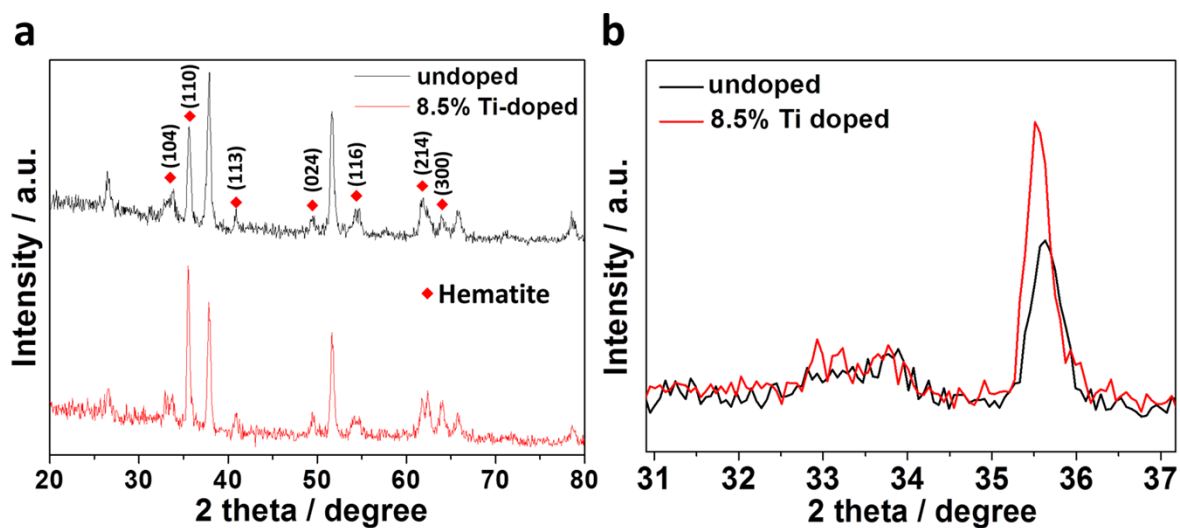 a
undoped
8.5% Ti-doped
(104)
(110)
(113)
(024)
(116)
(214)
(300)
Hematite
Intensity / a.u.
20 30 40 50 60 70 80
2 theta / degree
b
undoped
8.5% Ti doped
Intensity / a.u.
31 32 33 34 35 36 37
2 theta / degree